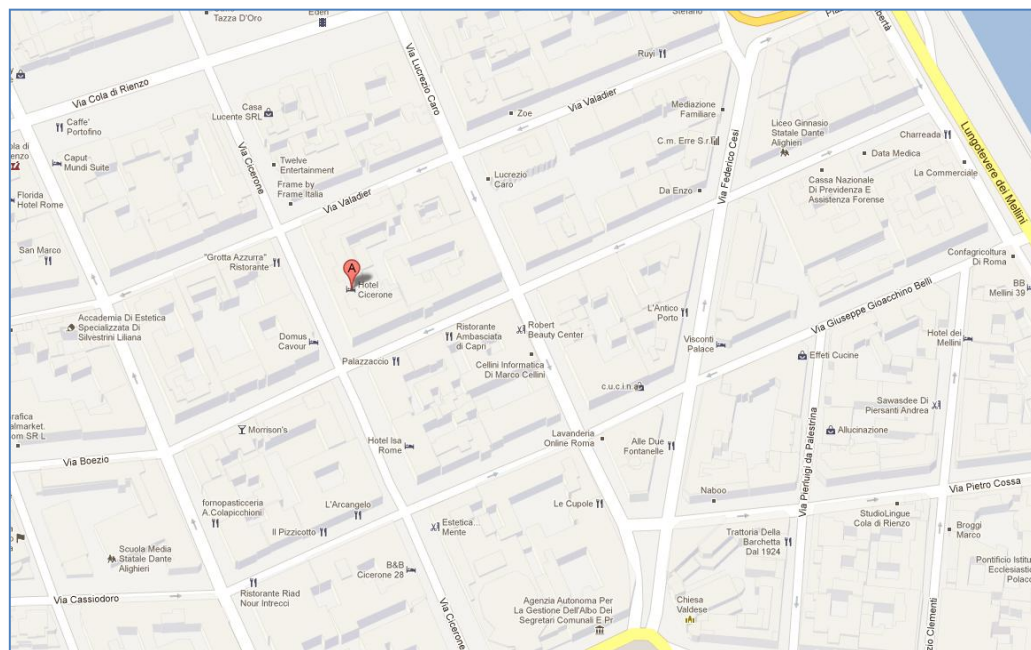 Tazza D'Oro
Eden
Stefano
Ruyi
Via Cola di Rienzo
Via Lucrezio Caro
Casa
Lucente SRL
Zoe
Via Valadier
Mediazione
Familiare
Caffe'
Portofino
Via Cicerone
C.m. Erre S.r.l
Liceo Ginnasio
Statale Dante
Alighieri
Charreada
Lungotevere dei Mellini
Caput
Mundi Suite
Twelve
Entertainment
Frame by
Frame Italia
Lucrezio
Caro
Via Federico Cesi
Data Medica
La Commerciale
Da Enzo
Cassa Nazionale
Di Previdenza E
Assistenza Forense
Florida
Hotel Rome
Via Valadier
San Marco
"Grotta Azzurra"
Ristorante
A
Hotel
Cicerone
Confagricoltura
Di Roma
BB
Mellini 39
Accademia Di Estetica
Specializzata Di
Silvestrini Liliana
Domus
Cavour
Ristorante
Ambasciata
di Capri
Robert
Beauty Center
L'Antico
Porto
Via Giuseppe Gioacchino Belli
Visconti
Palace
Hotel dei
Mellini
Palazzaccio
Cellini Informatica
Di Marco Cellini
Effeti Cucine
c.u.c.i.n.a
Sawasdee Di
Piersanti Andrea
Morrison's
Hotel Isa
Rome
Lavanderia
Online Roma
Alle Due
Fontanelle
Via Pierluigi da Palestrina
Allucinazione
Via Boezio
fornopasticceria
A.Colapicchioni
L'Arcangelo
Il Pizzicotto
Estetica...
Mente
Le Cupole
Naboo
Via Pietro Cossa
StudioLingue
Cola di Rienzo
Trattoria Della
Barchetta
Dal 1924
Broggi
Marco
Scuola Media
Statale Dante
Alighieri
B&B
Cicerone 28
Ristorante Riad
Nour Intrecci
Via Cassiodoro
Via Cicerone
Agenzia Autonoma Per
La Gestione Dell'Albo Dei
Segretari Comunali E Pr
Chiesa
Valdese
Pontificio Istitu
Ecclesiastic
Polacc